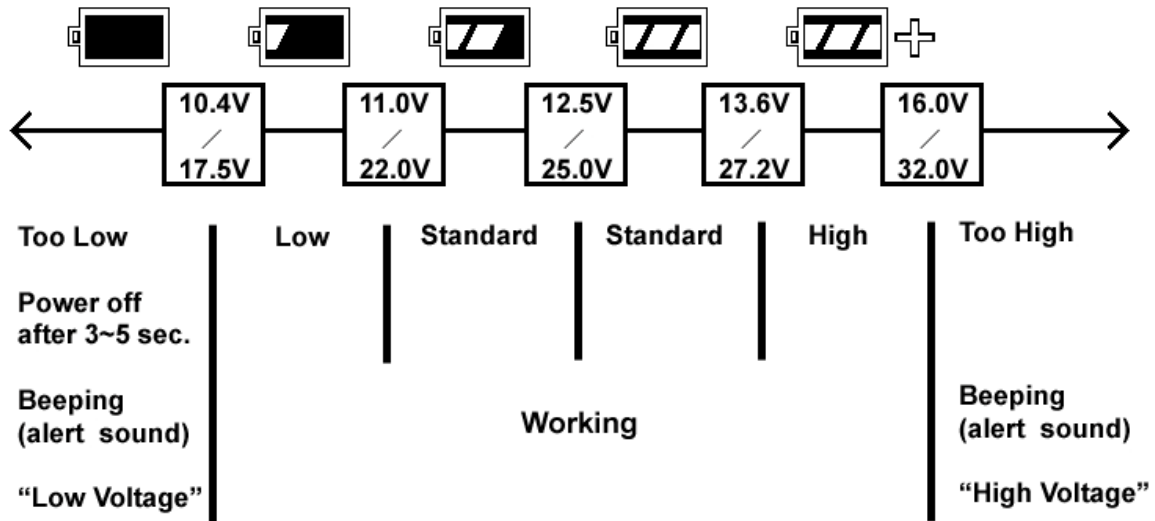 10.4V
/
17.5V
11.0V
/
22.0V
12.5V
/
25.0V
13.6V
/
27.2V
16.0V
/
32.0V
Too Low
Low
Standard
Standard
High
Too High
Power off
after 3~5 sec.
Beeping
(alert sound)
“Low Voltage”
Working
Beeping
(alert sound)
“High Voltage”